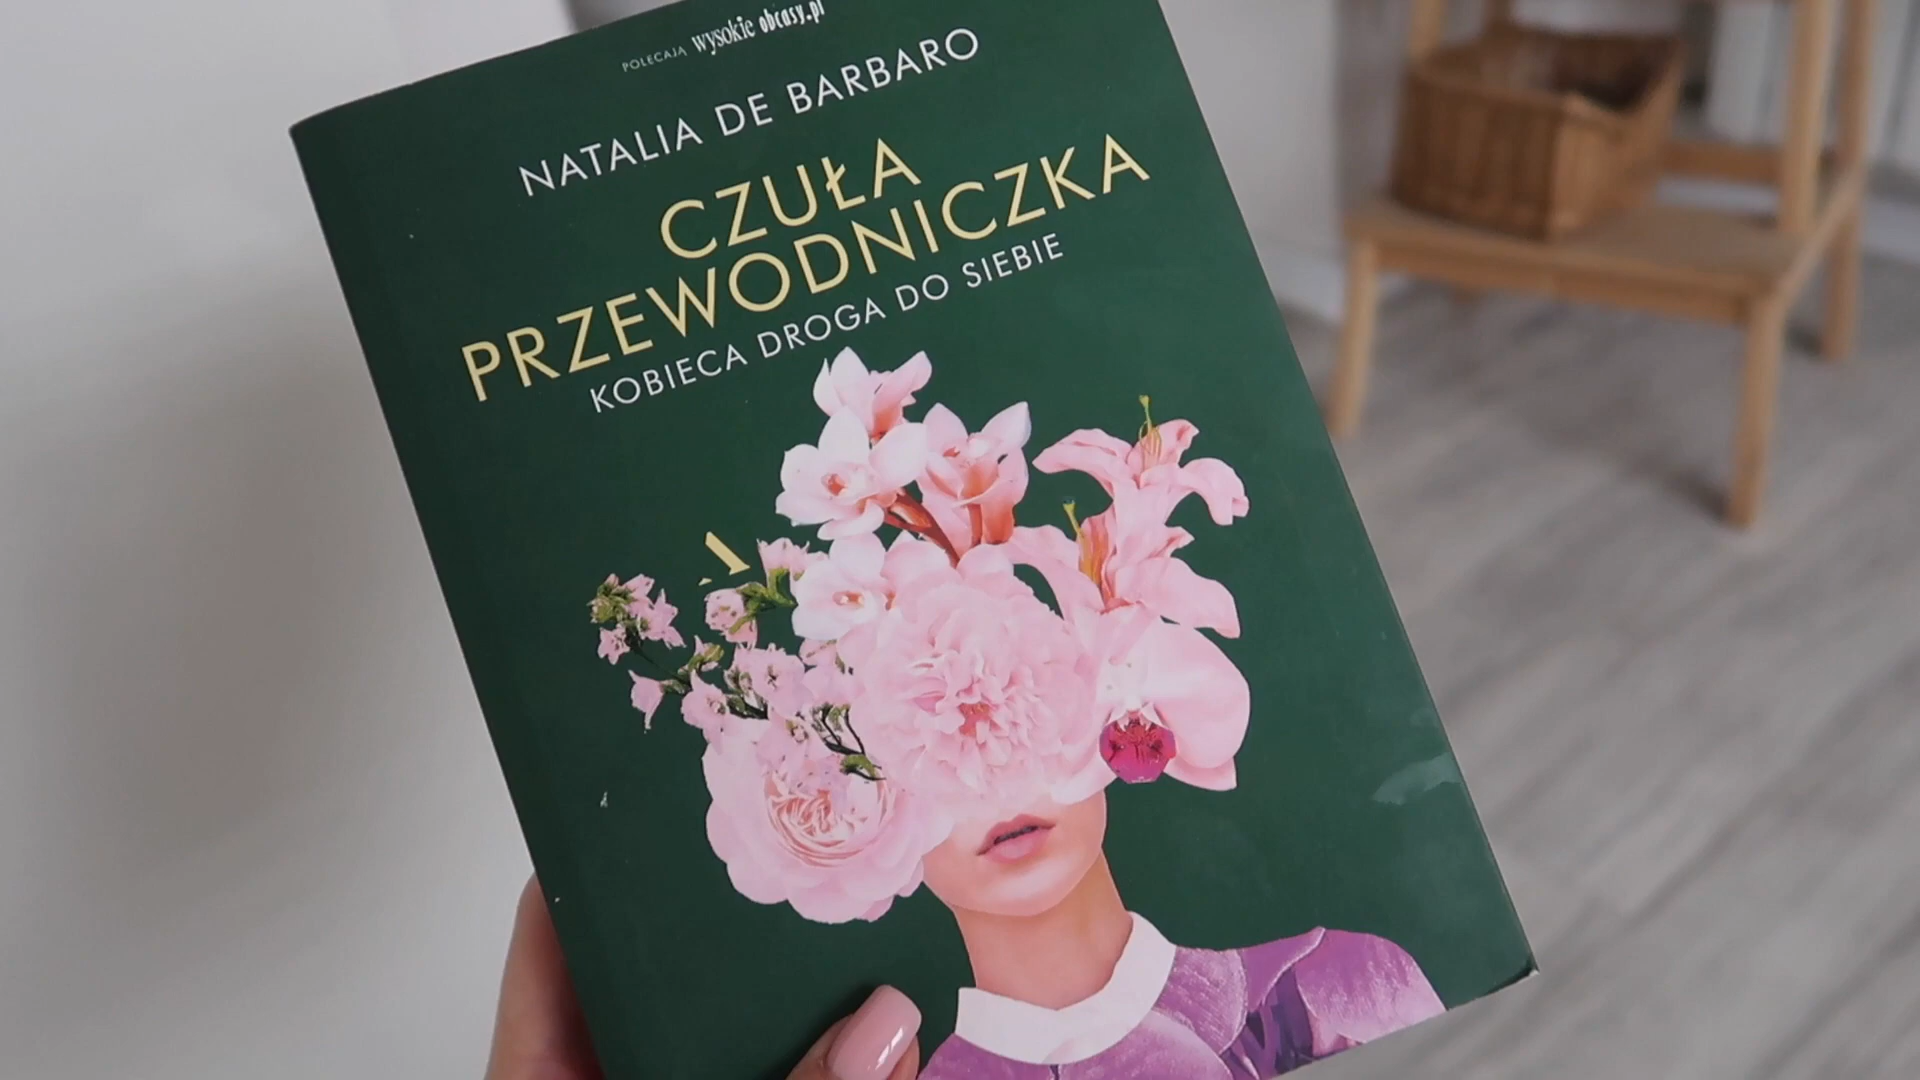 POLECAJĄ wysokie obcasy.pl
NATALIA DE BARBARO
CZUŁA
PRZEWODNICZKA
KOBIECA DROGA DO SIEBIE